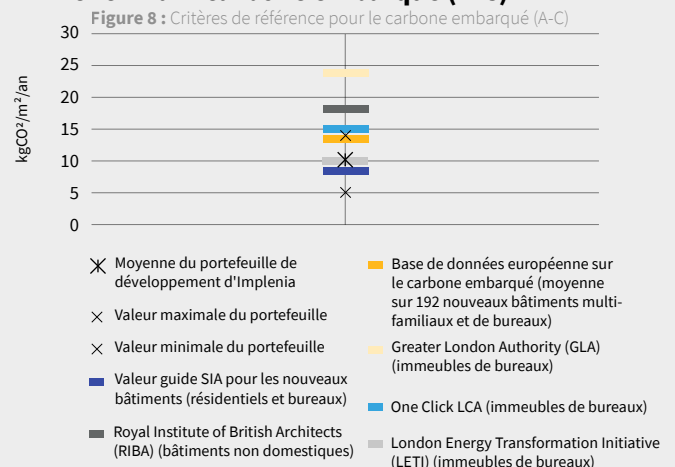 Figure 8 : Critères de référence pour le carbone embarqué (A-C)
30
25
20
15
10
5
0
kgCO²/m²/an
Moyenne du portefeuille de
développement d'Implenia
Valeur maximale du portefeuille
Valeur minimale du portefeuille
Valeur guide SIA pour les nouveaux
bâtiments (résidentiels et bureaux)
Royal Institute of British Architects
(RIBA) (bâtiments non domestiques)
Base de données européenne sur
le carbone embarqué (moyenne
sur 192 nouveaux bâtiments multi-
familiaux et de bureaux)
Greater London Authority (GLA)
(immeubles de bureaux)
One Click LCA (immeubles de bureaux)
London Energy Transformation Initiative
(LETI) (immeubles de bureaux)